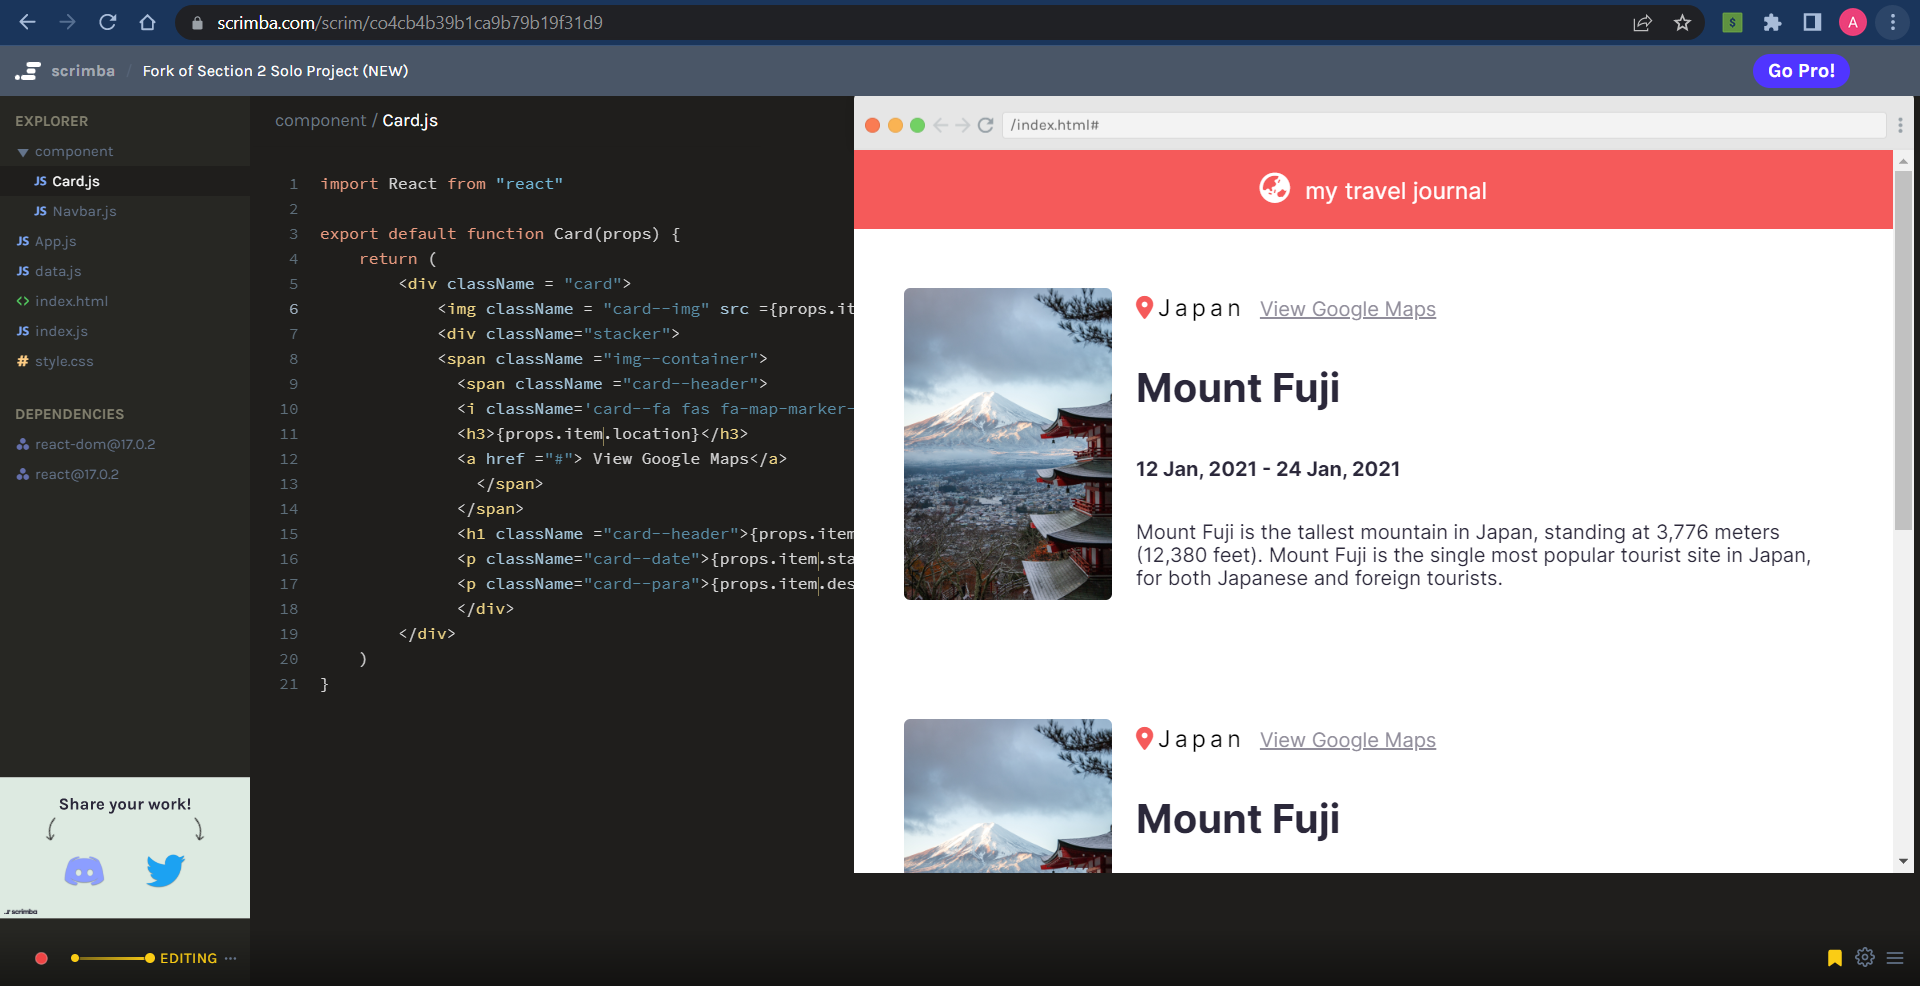 scrimba.com/scrim/co4cb4b39b1ca9b79b19f31d9
$
A
scrimba / Fork of Section 2 Solo Project (NEW)
Go Pro!
EXPLORER
component
JS Card.js
JS Navbar.js
JS App.js
JS data.js
<> index.html
JS index.js
# style.css
DEPENDENCIES
react-dom@17.0.2
react@17.0.2
Share your work!
scrimba
EDITING ...
component / Card.js
1 import React from "react"
2
3 export default function Card(props) {
4 return (
5 <div className = "card">
6 <img className = "card--img" src ={props.it
7 <div className="stacker">
8 <span className ="img--container">
9 <span className ="card--header">
10 <i className='card--fa fas fa-map-marker-
11 <h3>{props.item.location}</h3>
12 <a href ="#"> View Google Maps</a>
13 </span>
14 </span>
15 <h1 className ="card--header">{props.item
16 <p className="card--date">{props.item.sta
17 <p className="card--para">{props.item.des
18 </div>
19 </div>
20 )
21 }
/index.html#
my travel journal
Japan View Google Maps
Mount Fuji
12 Jan, 2021 - 24 Jan, 2021
Mount Fuji is the tallest mountain in Japan, standing at 3,776 meters
(12,380 feet). Mount Fuji is the single most popular tourist site in Japan,
for both Japanese and foreign tourists.
Japan View Google Maps
Mount Fuji